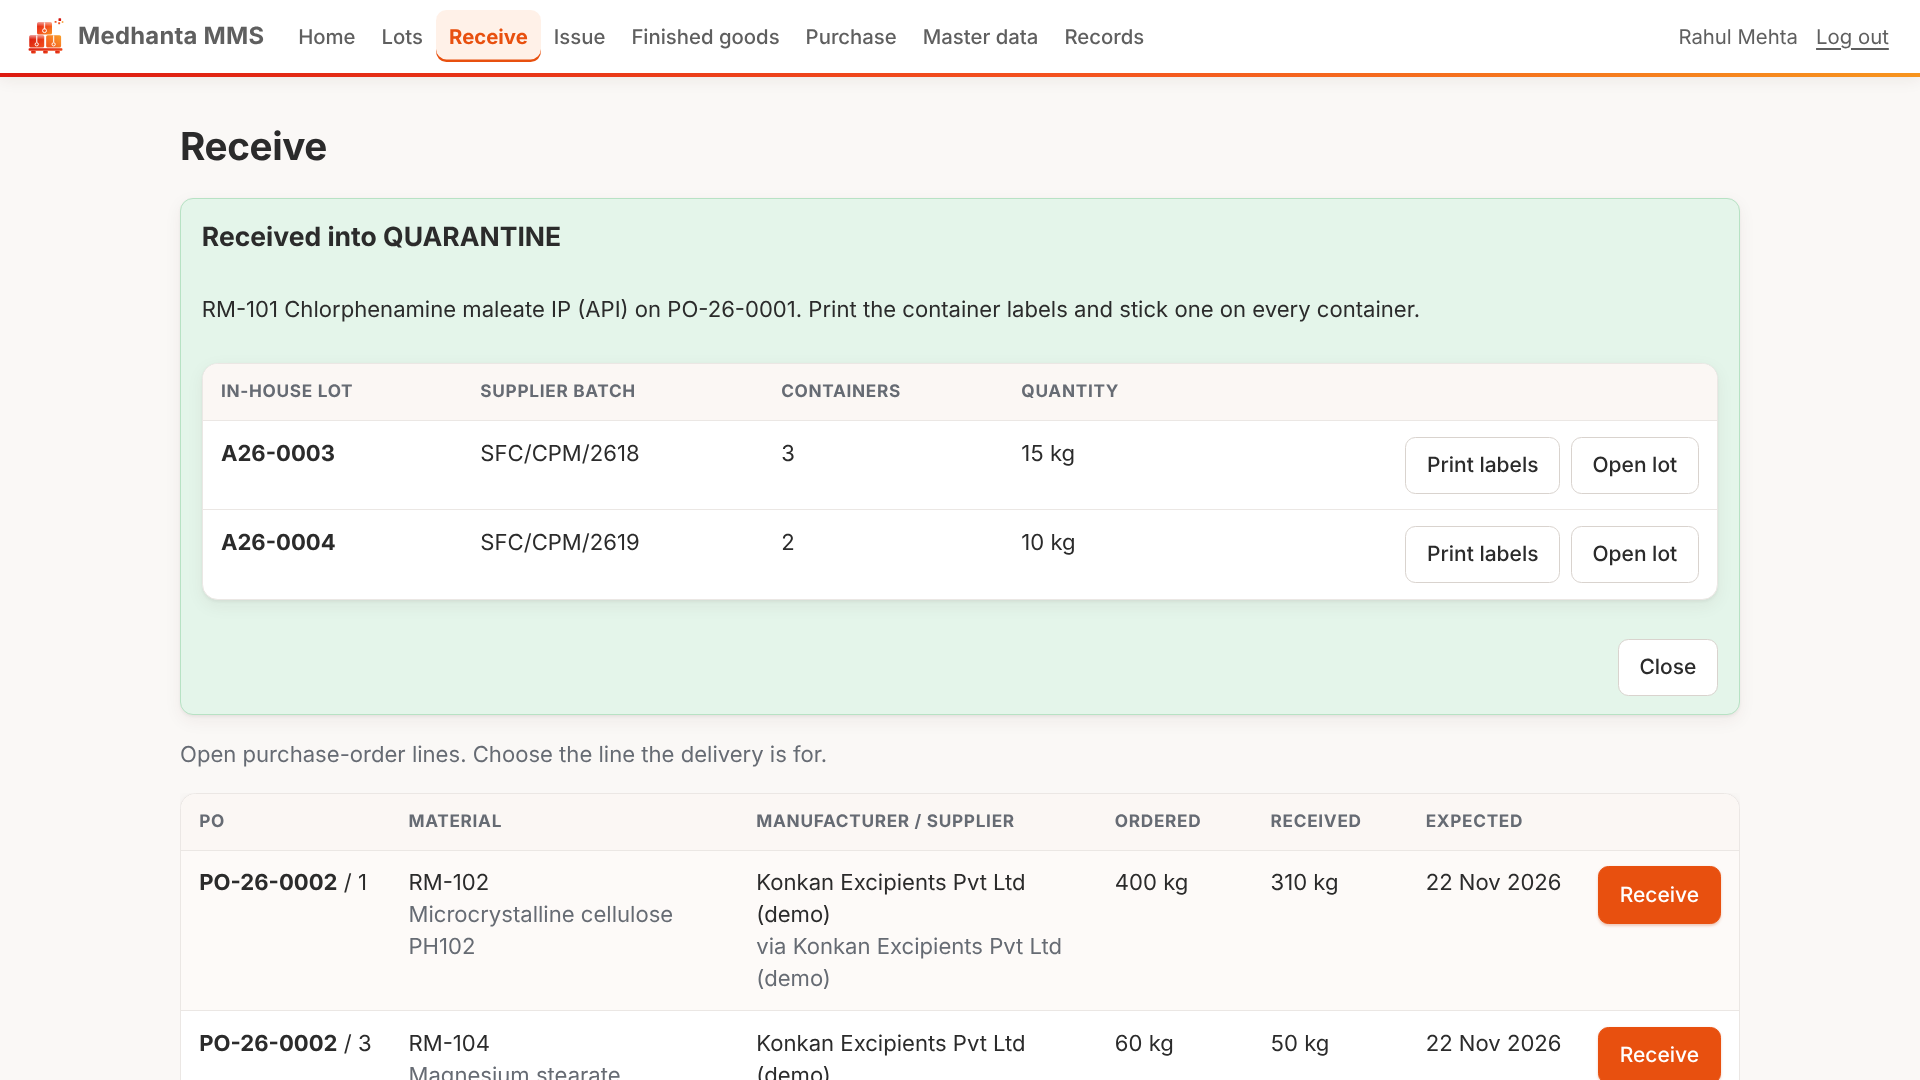 Medhanta MMS Home Lots Receive Issue Finished goods Purchase Master data Records Rahul Mehta Log out
Receive
Received into QUARANTINE
RM-101 Chlorphenamine maleate IP (API) on PO-26-0001. Print the container labels and stick one on every container.
IN-HOUSE LOT SUPPLIER BATCH CONTAINERS QUANTITY
A26-0003 SFC/CPM/2618 3 15 kg Print labels Open lot
A26-0004 SFC/CPM/2619 2 10 kg Print labels Open lot
Close
Open purchase-order lines. Choose the line the delivery is for.
PO MATERIAL MANUFACTURER / SUPPLIER ORDERED RECEIVED EXPECTED
PO-26-0002 / 1 RM-102 Konkan Excipients Pvt Ltd 400 kg 310 kg 22 Nov 2026 Receive
Microcrystalline cellulose (demo)
PH102 via Konkan Excipients Pvt Ltd
(demo)
PO-26-0002 / 3 RM-104 Konkan Excipients Pvt Ltd 60 kg 50 kg 22 Nov 2026 Receive
Magnesium stearate (demo)